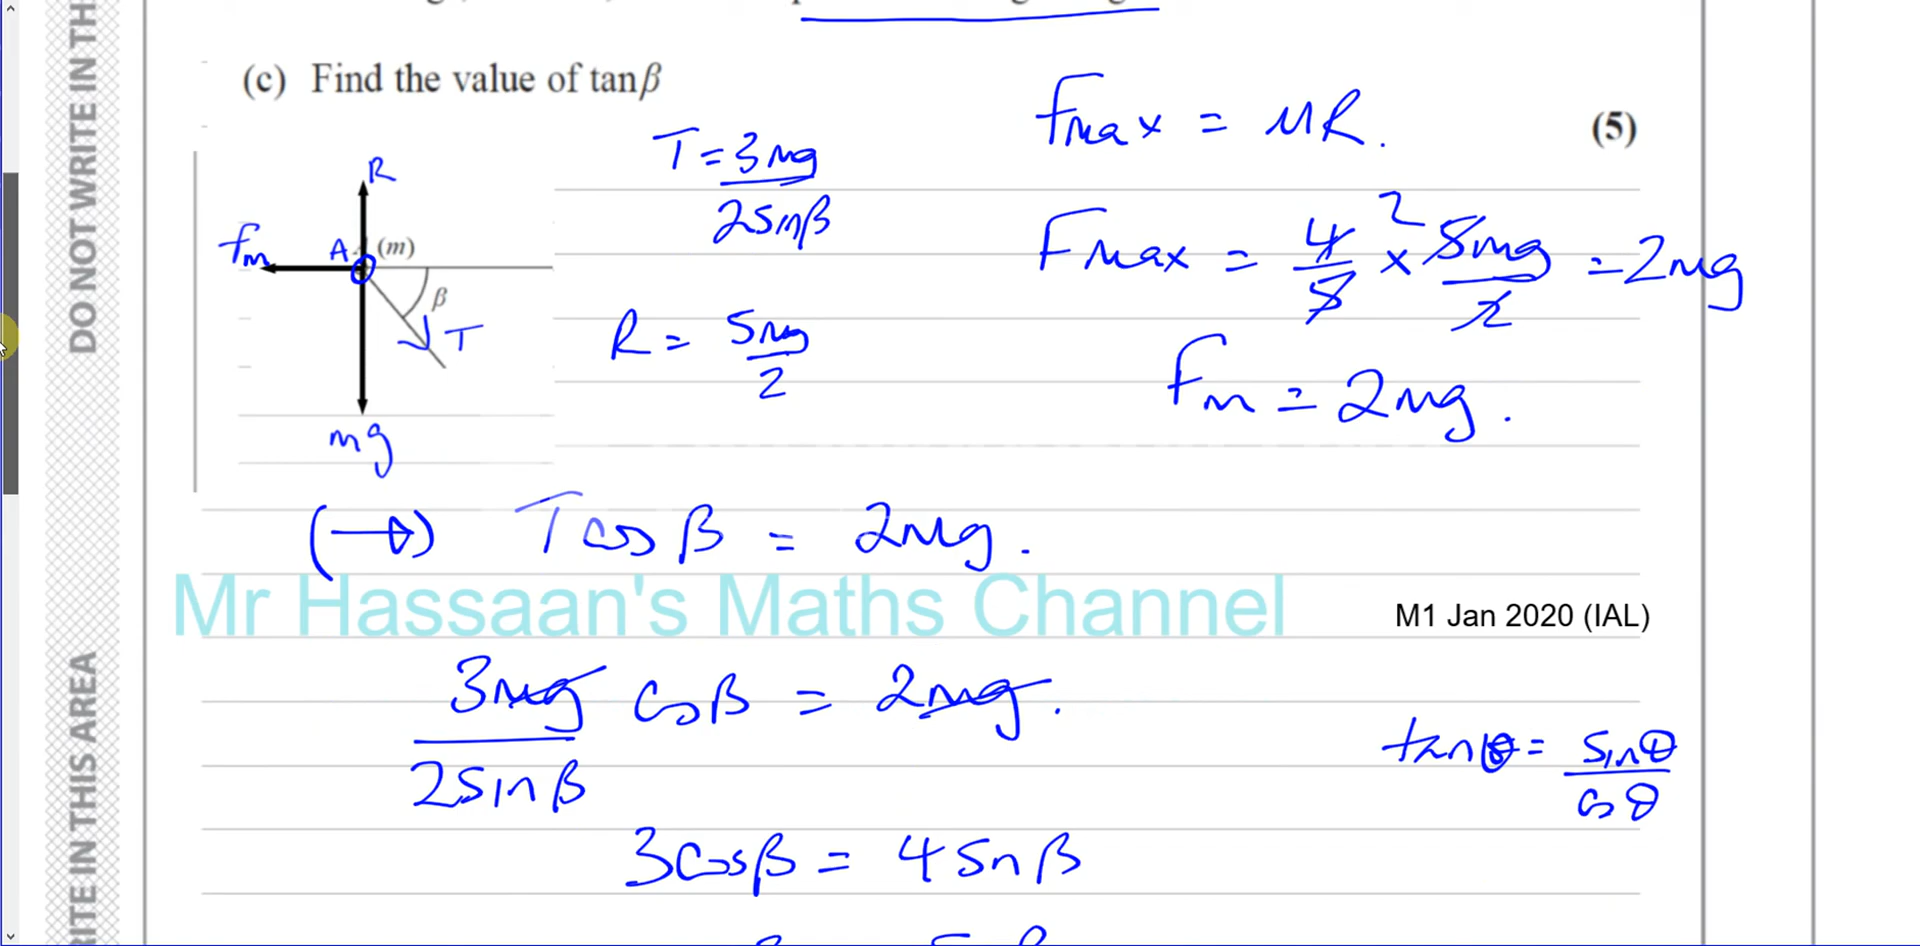 (c) Find the value of tanβ
Fmax = μR.
(5)
T = 3mg / 2sinβ
R
Fm
A
(m)
β
T
mg
Fmax = 4/5 × 5mg/2 = 2mg
2
R = 5mg / 2
Fm = 2mg.
(→) Tcosβ = 2mg.
Mr Hassaan's Maths Channel
M1 Jan 2020 (IAL)
3mg / 2sinβ cosβ = 2mg.
tanθ = sinθ / cosθ
3cosβ = 4sinβ
DO NOT WRITE IN TH
RITE IN THIS AREA